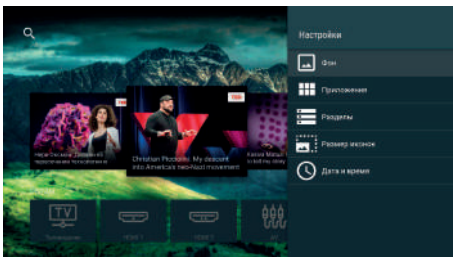 Настройки
Фон
Приложения
Разделы
Размер иконок
Дата и время
TED
TED
Christian Picciolini: My descent
into America's neo-Nazi movement
TV
HDMI 1
HDMI 2